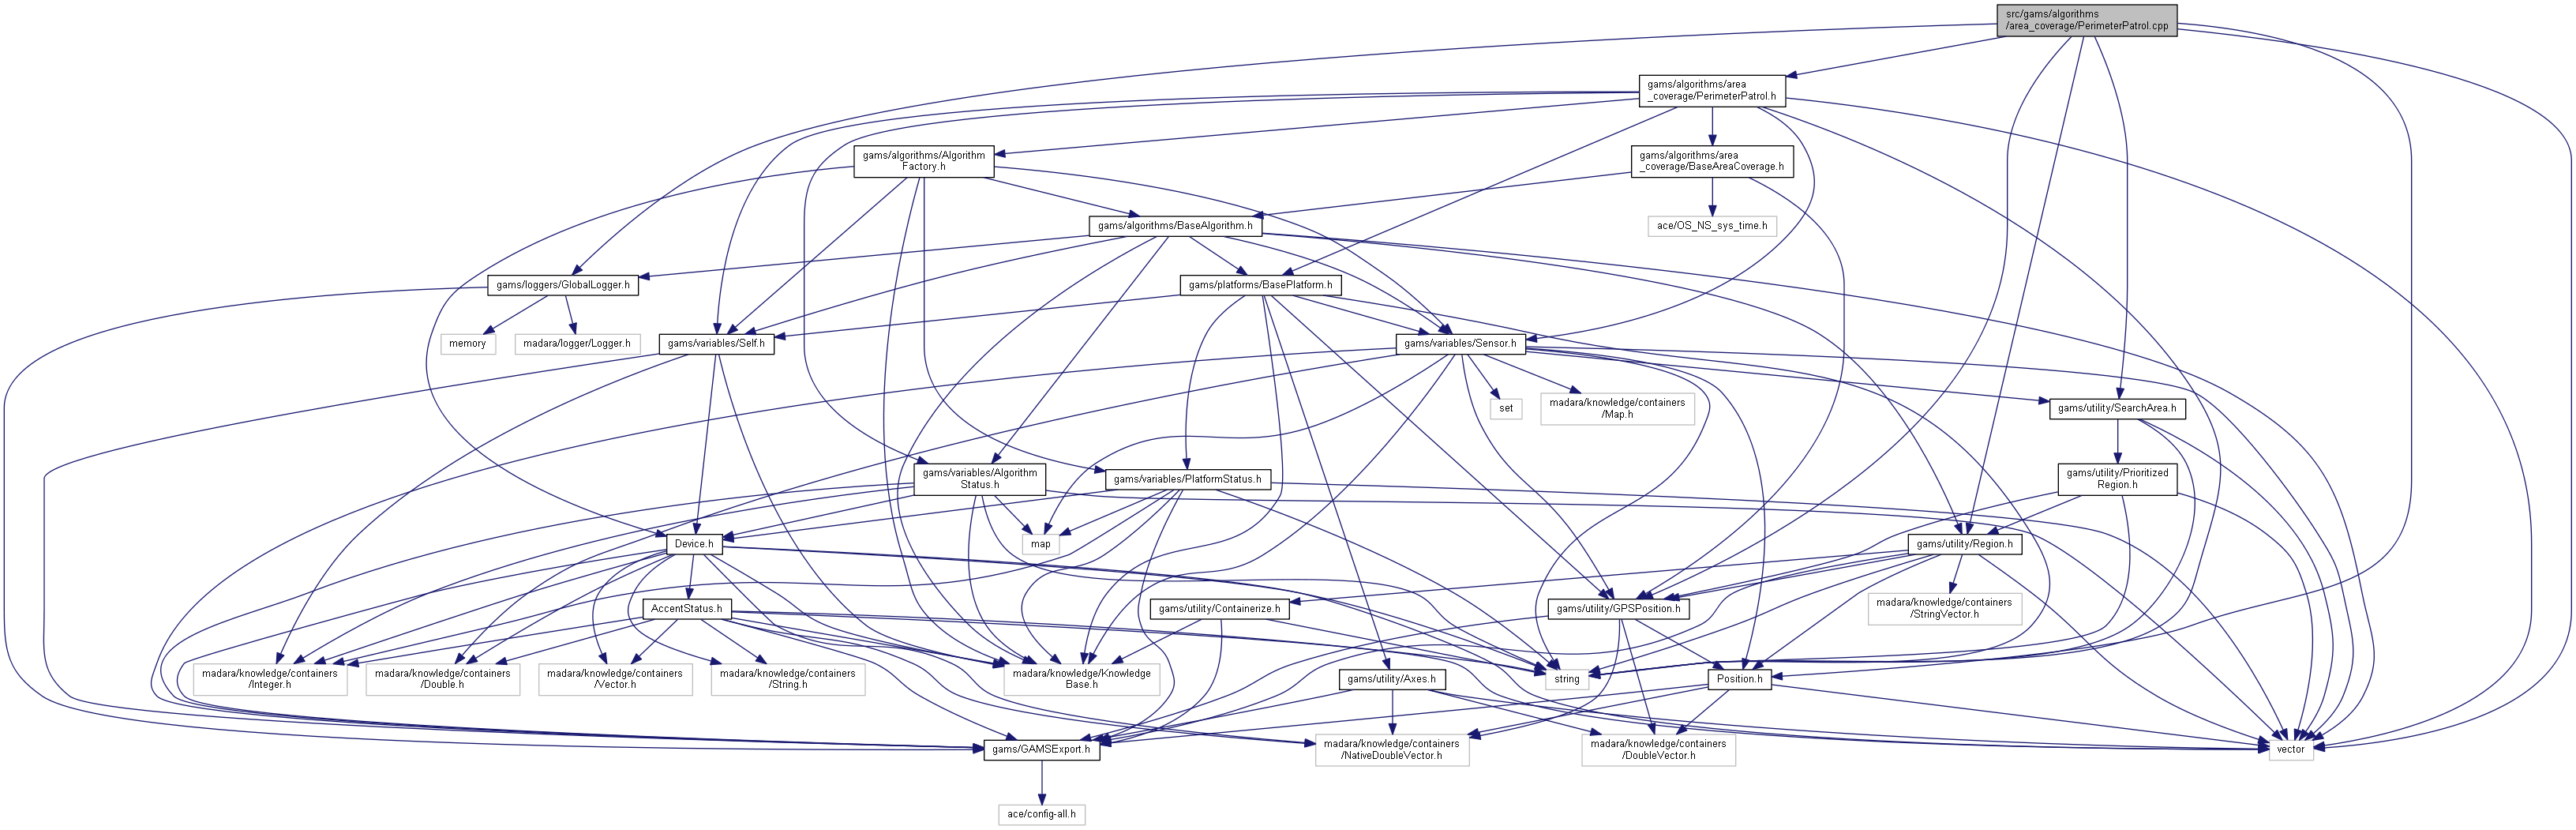 src/gams/algorithms
/area_coverage/PerimeterPatrol.cpp
gams/algorithms/area
_coverage/PerimeterPatrol.h
gams/algorithms/Algorithm
Factory.h
gams/algorithms/area
_coverage/BaseAreaCoverage.h
gams/algorithms/BaseAlgorithm.h
ace/OS_NS_sys_time.h
gams/loggers/GlobalLogger.h
gams/platforms/BasePlatform.h
memory
madara/logger/Logger.h
gams/variables/Self.h
gams/variables/Sensor.h
set
madara/knowledge/containers
/Map.h
gams/utility/SearchArea.h
gams/variables/Algorithm
Status.h
gams/variables/PlatformStatus.h
gams/utility/Prioritized
Region.h
Device.h
map
gams/utility/Region.h
AccentStatus.h
gams/utility/Containerize.h
gams/utility/GPSPosition.h
madara/knowledge/containers
/StringVector.h
madara/knowledge/containers
/Integer.h
madara/knowledge/containers
/Double.h
madara/knowledge/containers
/Vector.h
madara/knowledge/containers
/String.h
madara/knowledge/Knowledge
Base.h
gams/utility/Axes.h
string
Position.h
gams/GAMSExport.h
madara/knowledge/containers
/NativeDoubleVector.h
madara/knowledge/containers
/DoubleVector.h
vector
ace/config-all.h